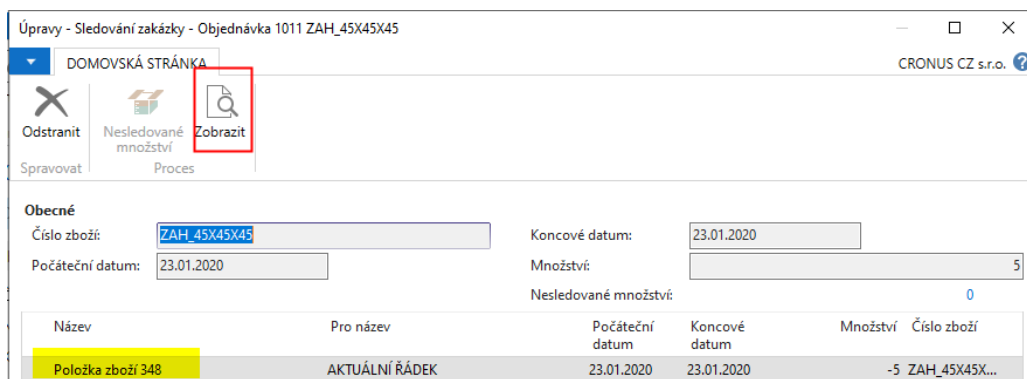 Úpravy - Sledování zakázky - Objednávka 1011 ZAH_45X45X45
DOMOVSKÁ STRÁNKA
CRONUS CZ s.r.o.
Odstranit
Nesledované množství
Zobrazit
Spravovat
Proces
Obecné
Číslo zboží: ZAH_45X45X45
Koncové datum: 23.01.2020
Počáteční datum: 23.01.2020
Množství: 5
Nesledované množství: 0
Název Pro název Počáteční datum Koncové datum Množství Číslo zboží
Položka zboží 348 AKTUÁLNÍ ŘÁDEK 23.01.2020 23.01.2020 -5 ZAH_45X45X...